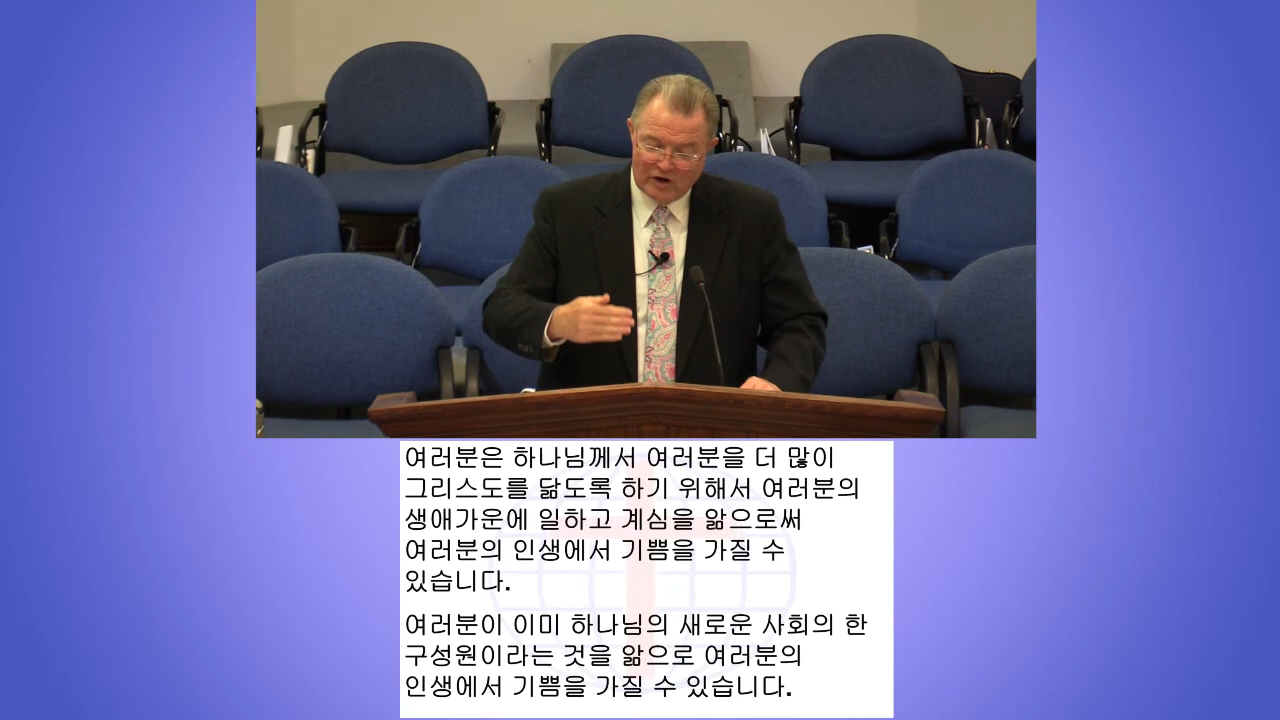 여러분은 하나님께서 여러분을 더 많이
그리스도를 닮도록 하기 위해서 여러분의
생애가운에 일하고 계심을 앎으로써
여러분의 인생에서 기쁨을 가질 수
있습니다.
여러분이 이미 하나님의 새로운 사회의 한
구성원이라는 것을 앎으로 여러분의
인생에서 기쁨을 가질 수 있습니다.